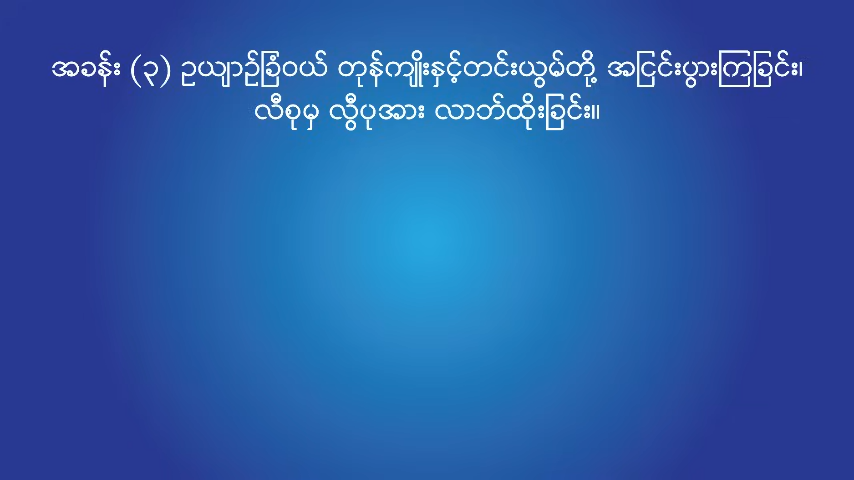 အခန်း (၃) ဥယျာဉ်ခြံဝယ် တုန်ကျိုးနှင့်တင်းယွမ်တို့ အငြင်းပွားကြခြင်း၊
လီစုမှ လွီပုအား လာဘ်ထိုးခြင်း။